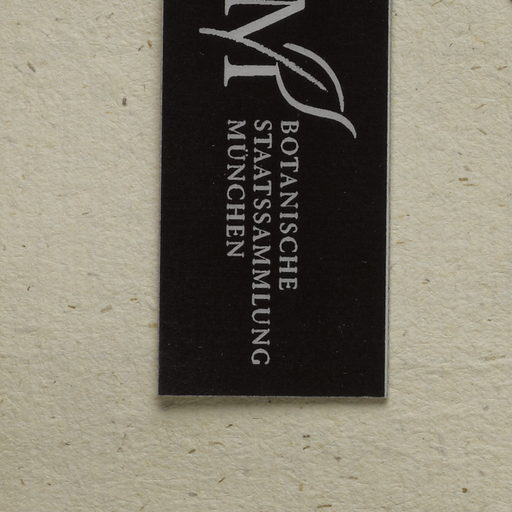 M
BOTANISCHE
STAATSSAMMLUNG
MÜNCHEN